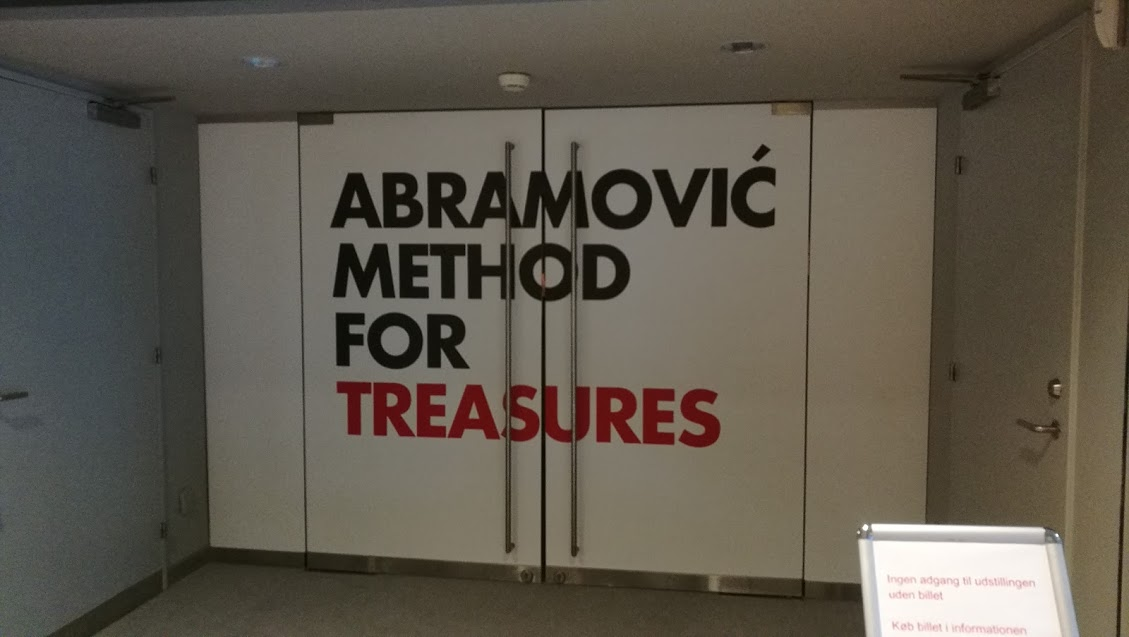 ABRAMOVIĆ
METHOD
FOR
TREASURES
Ingen adgang til udstillingen
uden billet
Køb billet i informationen